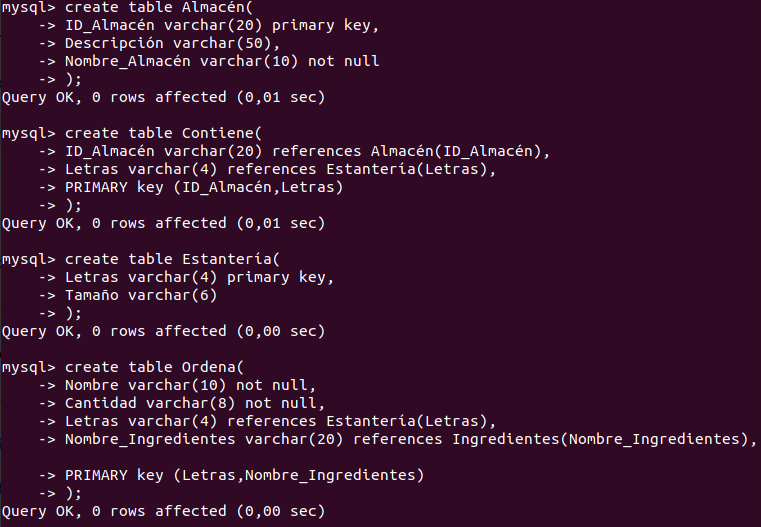 mysql> create table Almacén(
    -> ID_Almacén varchar(20) primary key,
    -> Descripción varchar(50),
    -> Nombre_Almacén varchar(10) not null
    -> );
Query OK, 0 rows affected (0,01 sec)

mysql> create table Contiene(
    -> ID_Almacén varchar(20) references Almacén(ID_Almacén),
    -> Letras varchar(4) references Estantería(Letras),
    -> PRIMARY key (ID_Almacén,Letras)
    -> );
Query OK, 0 rows affected (0,01 sec)

mysql> create table Estantería(
    -> Letras varchar(4) primary key,
    -> Tamaño varchar(6)
    -> );
Query OK, 0 rows affected (0,00 sec)

mysql> create table Ordena(
    -> Nombre varchar(10) not null,
    -> Cantidad varchar(8) not null,
    -> Letras varchar(4) references Estantería(Letras),
    -> Nombre_Ingredientes varchar(20) references Ingredientes(Nombre_Ingredientes),

    -> PRIMARY key (Letras,Nombre_Ingredientes)
    -> );
Query OK, 0 rows affected (0,00 sec)